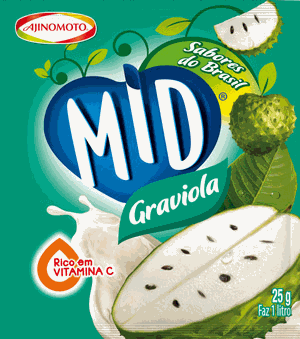 AJINOMOTO
Sabores
do Brasil
MID®
Graviola
Rico em
VITAMINA C
25 g
Faz 1 litro